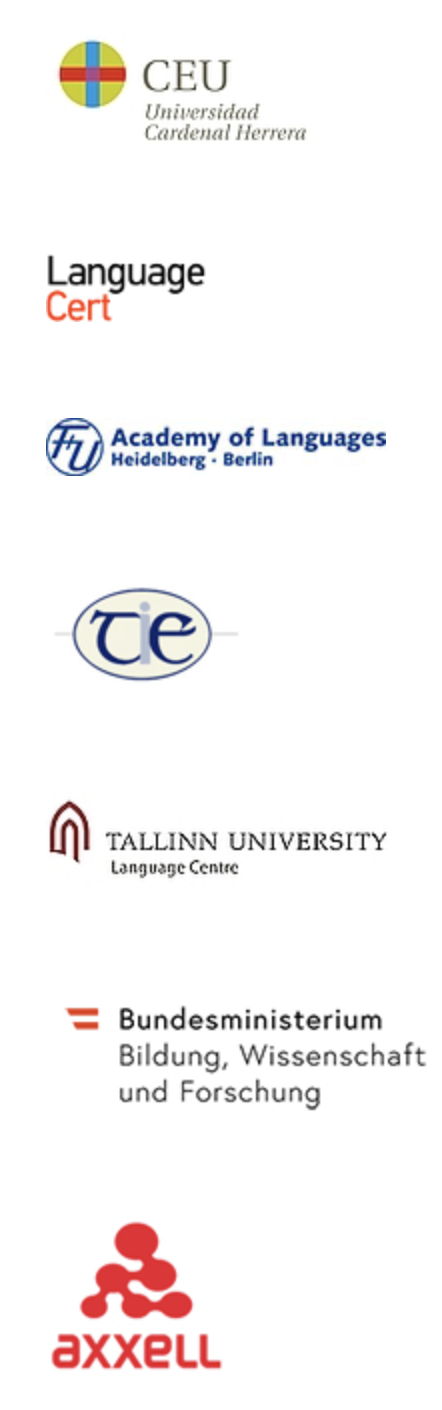 CEU
Universidad
Cardenal Herrera
Language
Cert
F+U Academy of Languages
Heidelberg - Berlin
TiE
TALLINN UNIVERSITY
Language Centre
Bundesministerium
Bildung, Wissenschaft
und Forschung
axxell